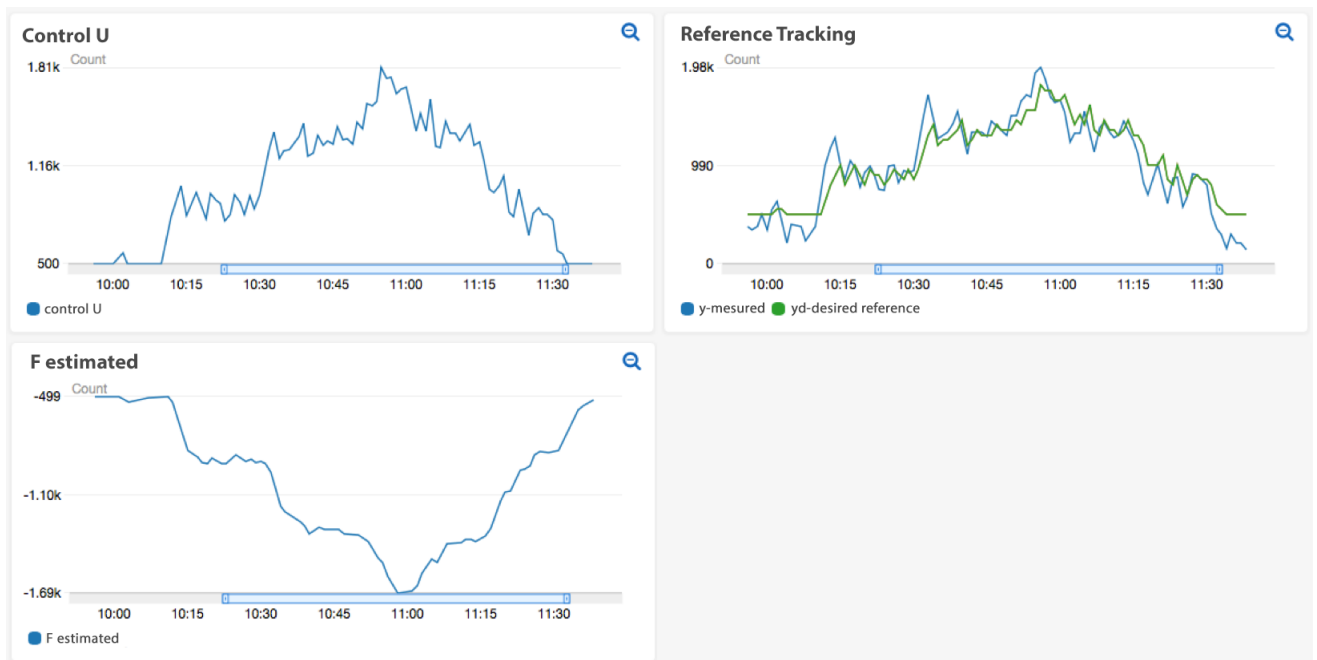 Control U
Count
1.81k
1.16k
500
10:00 10:15 10:30 10:45 11:00 11:15 11:30
control U
Reference Tracking
Count
1.98k
990
0
10:00 10:15 10:30 10:45 11:00 11:15 11:30
y-mesured yd-desired reference
F estimated
Count
-499
-1.10k
-1.69k
10:00 10:15 10:30 10:45 11:00 11:15 11:30
F estimated